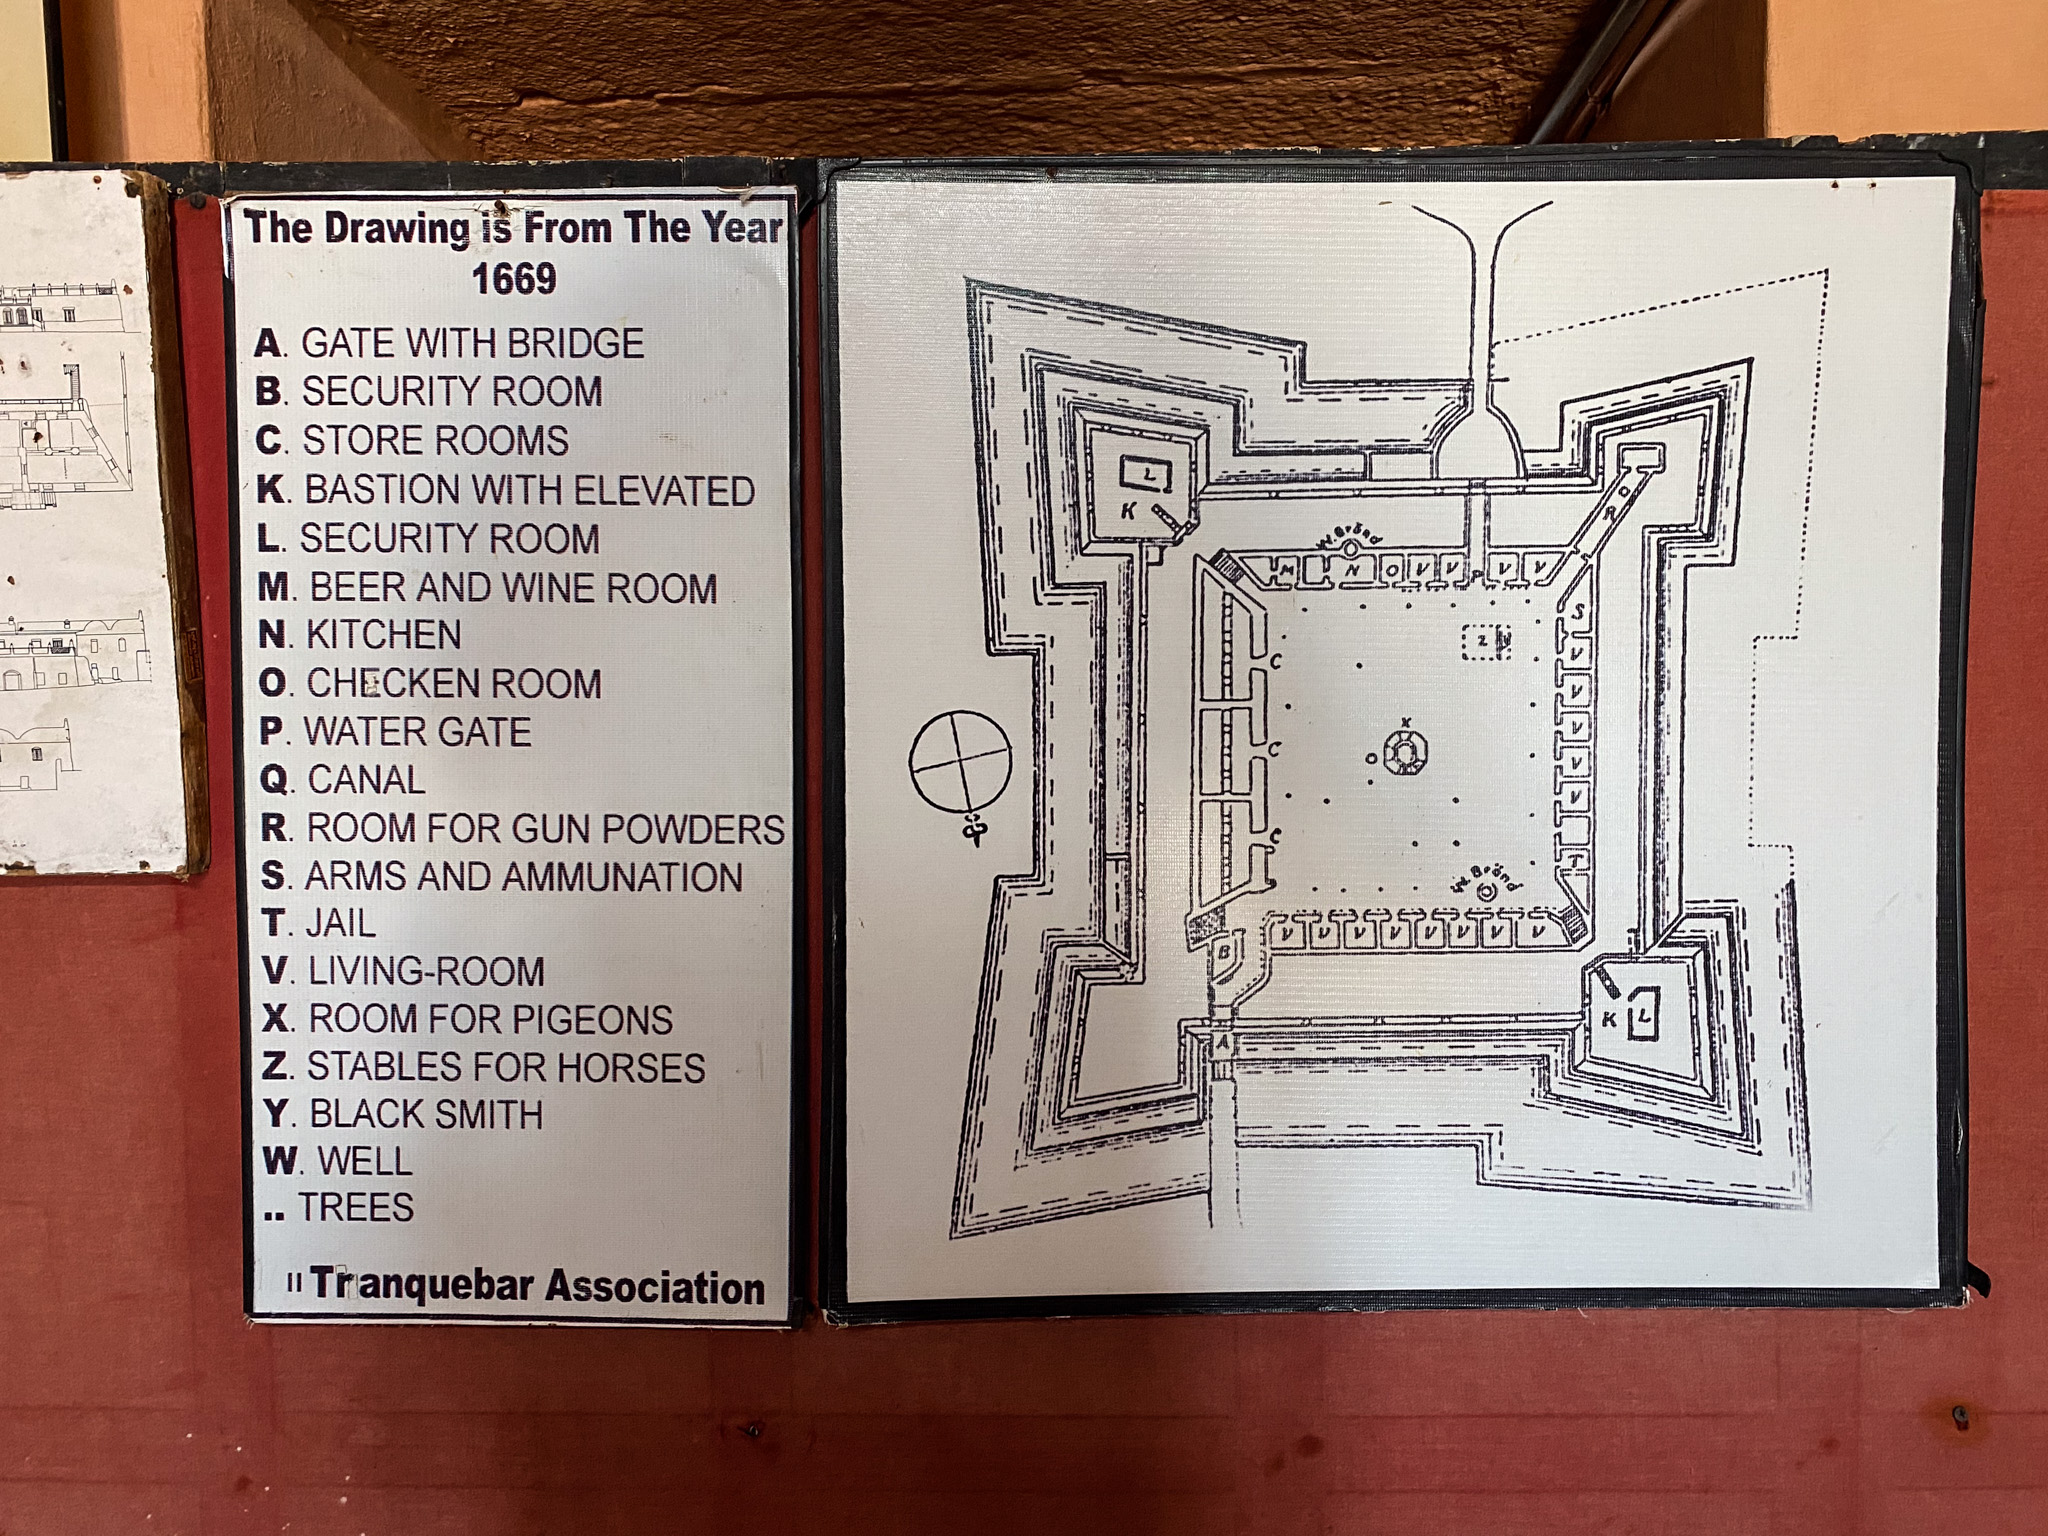 The Drawing is From The Year
1669
A. GATE WITH BRIDGE
B. SECURITY ROOM
C. STORE ROOMS
K. BASTION WITH ELEVATED
L. SECURITY ROOM
M. BEER AND WINE ROOM
N. KITCHEN
O. CHECKEN ROOM
P. WATER GATE
Q. CANAL
R. ROOM FOR GUN POWDERS
S. ARMS AND AMMUNATION
T. JAIL
V. LIVING-ROOM
X. ROOM FOR PIGEONS
Z. STABLES FOR HORSES
Y. BLACK SMITH
W. WELL
.. TREES
" Tranquebar Association
L
K
O
R
W. Brönd
M N O V V P V V
S
Z
V
C
V
V
X
C
V
V
C
W. Brönd
V V V V V V V V
B
K L
A